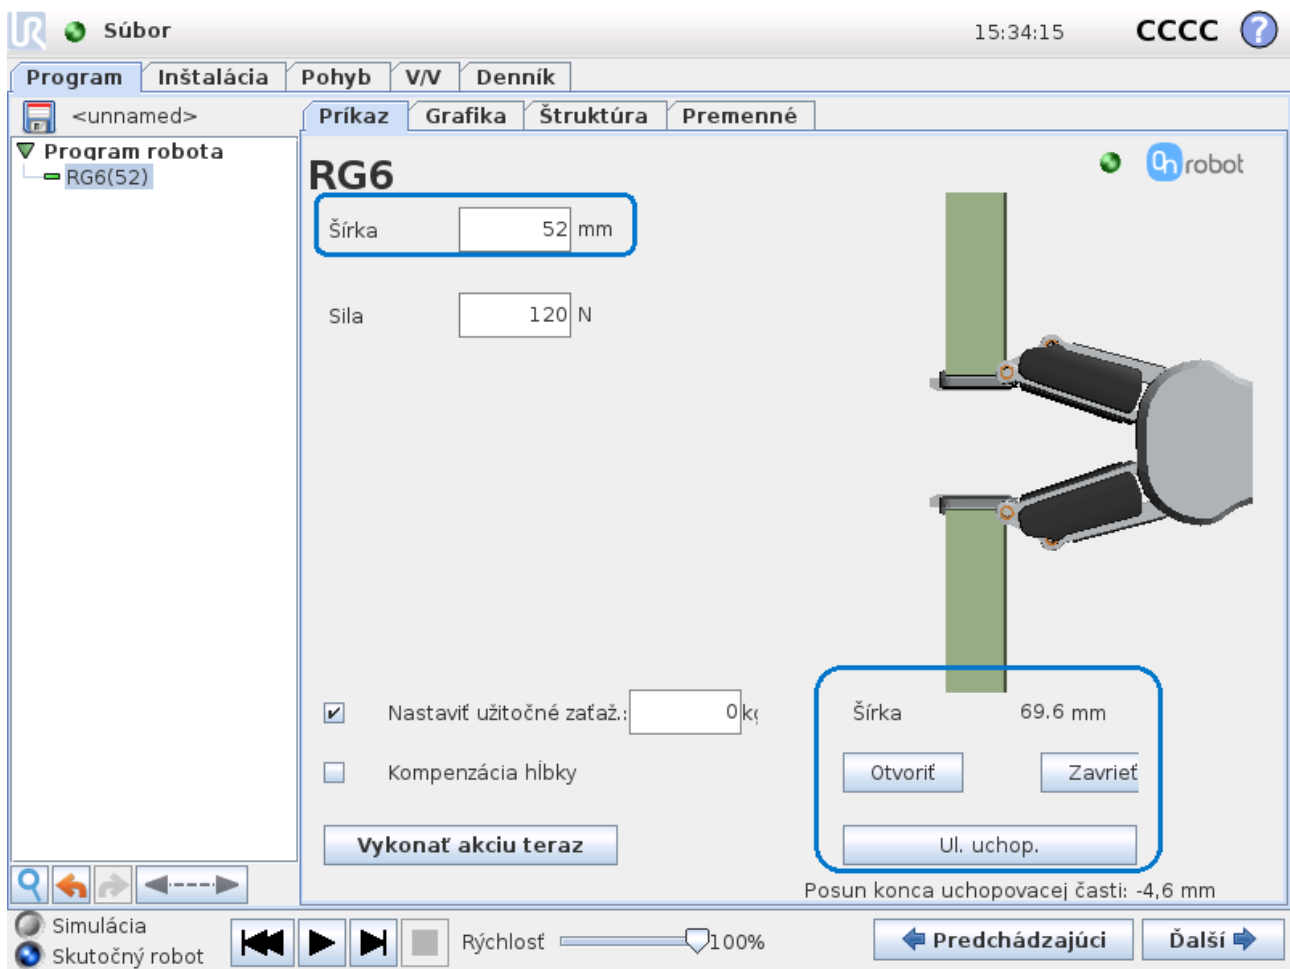 Súbor
15:34:15
CCCC
?
Program
Inštalácia
Pohyb
V/V
Denník
<unnamed>
Príkaz
Grafika
Štruktúra
Premenné
Program robota
RG6(52)
RG6
On robot
Šírka
52 mm
Sila
120 N
Nastaviť užitočné zaťaž.:
0
Šírka
69.6 mm
Kompenzácia hĺbky
Otvoriť
Zavrieť
Vykonať akciu teraz
Ul. uchop.
Posun konca uchopovacej časti: -4,6 mm
Simulácia
Skutočný robot
Rýchlosť
100%
Predchádzajúci
Ďalší